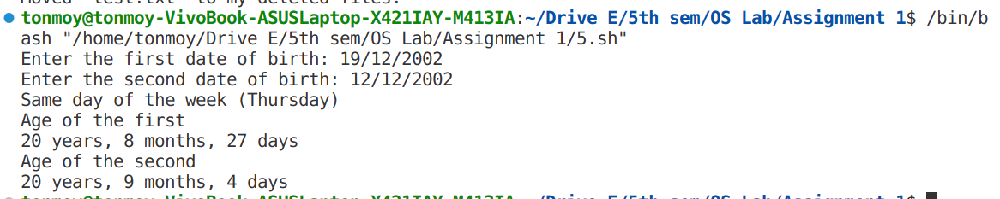 Moved "test.txt" to my-deleted-files.
tonmoy@tonmoy-VivoBook-ASUSLaptop-X421IAY-M413IA:~/Drive E/5th sem/OS Lab/Assignment 1$ /bin/b
ash "/home/tonmoy/Drive E/5th sem/OS Lab/Assignment 1/5.sh"
Enter the first date of birth: 19/12/2002
Enter the second date of birth: 12/12/2002
Same day of the week (Thursday)
Age of the first
20 years, 8 months, 27 days
Age of the second
20 years, 9 months, 4 days
tonmoy@tonmoy-VivoBook-ASUSLaptop-X421IAY-M413IA:~/Drive E/5th sem/OS Lab/Assignment 1$